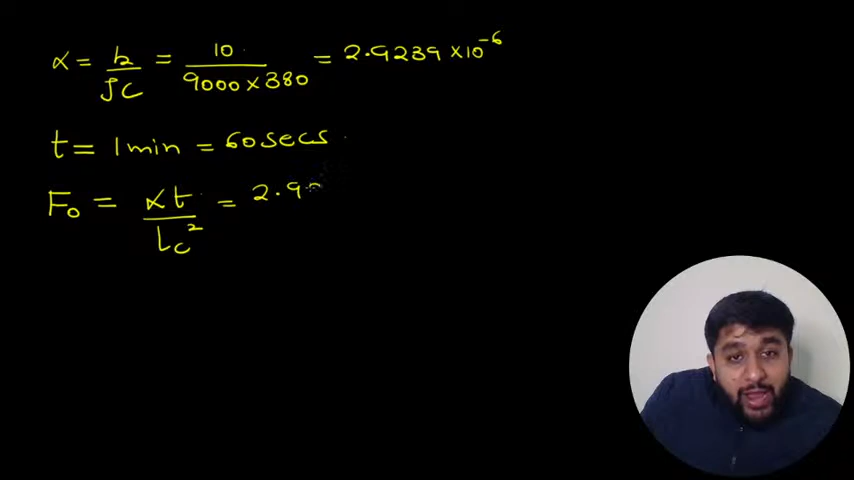 α = k/ρC = 10/9000×380 = 2.9239×10⁻⁶
t = 1min = 60secs
F₀ = αt/Lc² = 2.9